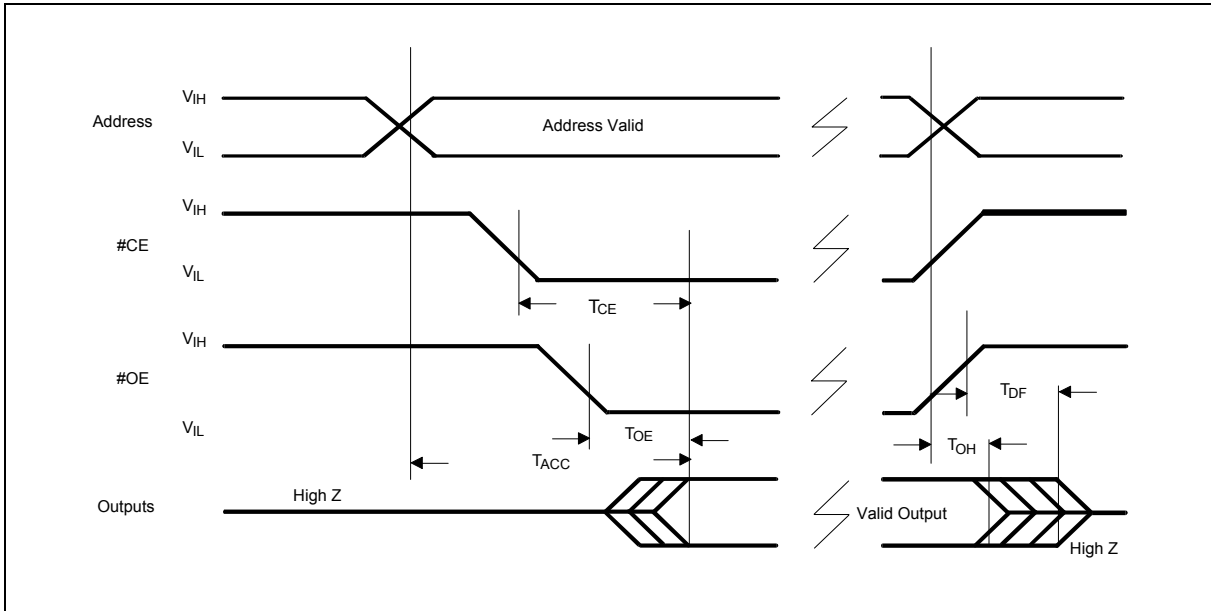 VIH
Address
Address Valid
VIL
VIH
#CE
VIL
TCE
VIH
#OE
TDF
VIL
TOE
TOH
TACC
High Z
Outputs
Valid Output
High Z